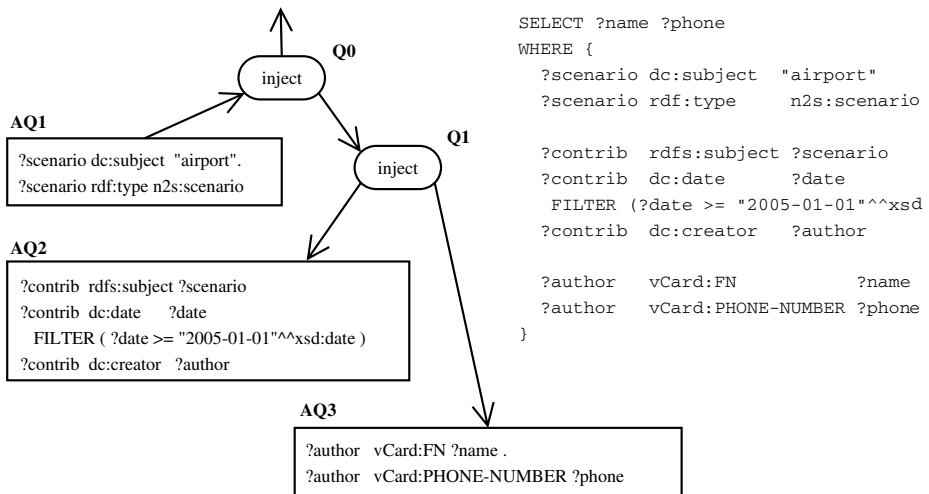 Q0
inject
AQ1
?scenario dc:subject "airport".
?scenario rdf:type n2s:scenario
Q1
inject
AQ2
?contrib rdfs:subject ?scenario
?contrib dc:date ?date
FILTER ( ?date >= "2005-01-01"^^xsd:date )
?contrib dc:creator ?author
AQ3
?author vCard:FN ?name .
?author vCard:PHONE-NUMBER ?phone
SELECT ?name ?phone
WHERE {
?scenario dc:subject "airport"
?scenario rdf:type n2s:scenario
?contrib rdfs:subject ?scenario
?contrib dc:date ?date
FILTER (?date >= "2005-01-01"^^xsd
?contrib dc:creator ?author
?author vCard:FN ?name
?author vCard:PHONE-NUMBER ?phone
}